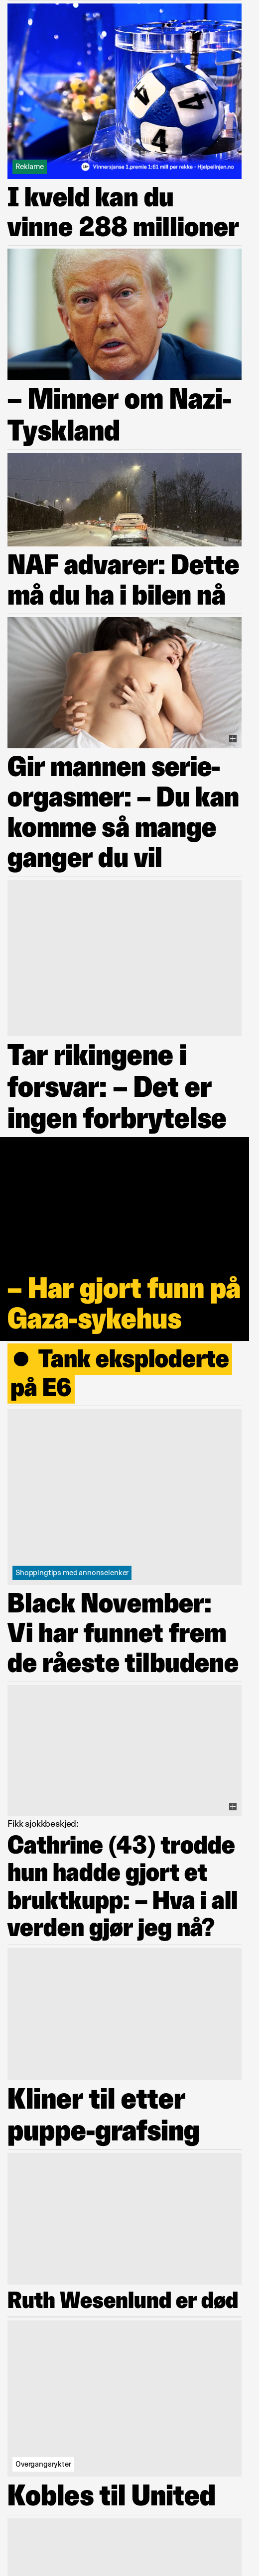 4
4
Reklame
18+ Vinnersjanse 1.premie 1:61 mill per rekke - Hjelpelinjen.no
I kveld kan du
vinne 288 millioner
– Minner om Nazi-
Tyskland
NAF advarer: Dette
må du ha i bilen nå
Gir mannen serie-
orgasmer: – Du kan
komme så mange
ganger du vil
Tar rikingene i
forsvar: – Det er
ingen forbrytelse
– Har gjort funn på
Gaza-sykehus
● Tank eksploderte
på E6
Shoppingtips med annonselenker
Black November:
Vi har funnet frem
de råeste tilbudene
Fikk sjokkbeskjed:
Cathrine (43) trodde
hun hadde gjort et
bruktkupp: – Hva i all
verden gjør jeg nå?
Kliner til etter
puppe-grafsing
Ruth Wesenlund er død
Overgangsrykter
Kobles til United